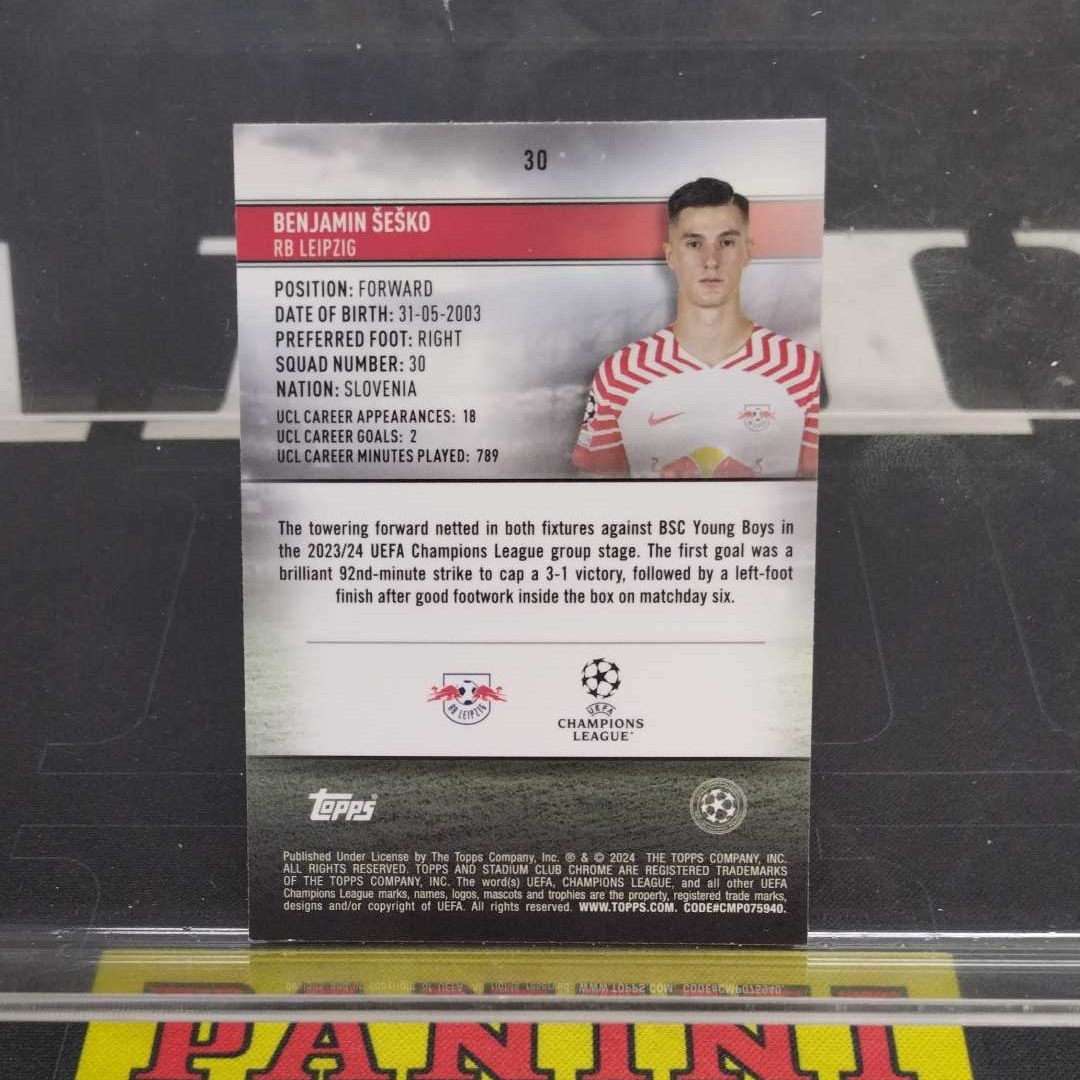 30
BENJAMIN ŠEŠKO
RB LEIPZIG
POSITION: FORWARD
DATE OF BIRTH: 31-05-2003
PREFERRED FOOT: RIGHT
SQUAD NUMBER: 30
NATION: SLOVENIA
UCL CAREER APPEARANCES: 18
UCL CAREER GOALS: 2
UCL CAREER MINUTES PLAYED: 789
The towering forward netted in both fixtures against BSC Young Boys in
the 2023/24 UEFA Champions League group stage. The first goal was a
brilliant 92nd-minute strike to cap a 3-1 victory, followed by a left-foot
finish after good footwork inside the box on matchday six.
RB LEIPZIG
UEFA
CHAMPIONS
LEAGUE
topps
Published Under License by The Topps Company, Inc. ® & © 2024 THE TOPPS COMPANY, INC.
ALL RIGHTS RESERVED. TOPPS AND STADIUM CLUB CHROME ARE REGISTERED TRADEMARKS
OF THE TOPPS COMPANY, INC. The word(s) UEFA, CHAMPIONS LEAGUE, and all other UEFA
Champions League marks, names, logos, mascots and trophies are the property, registered trade marks,
designs and/or copyright of UEFA. All rights reserved. WWW.TOPPS.COM. CODE#CMP075940.
PANINI